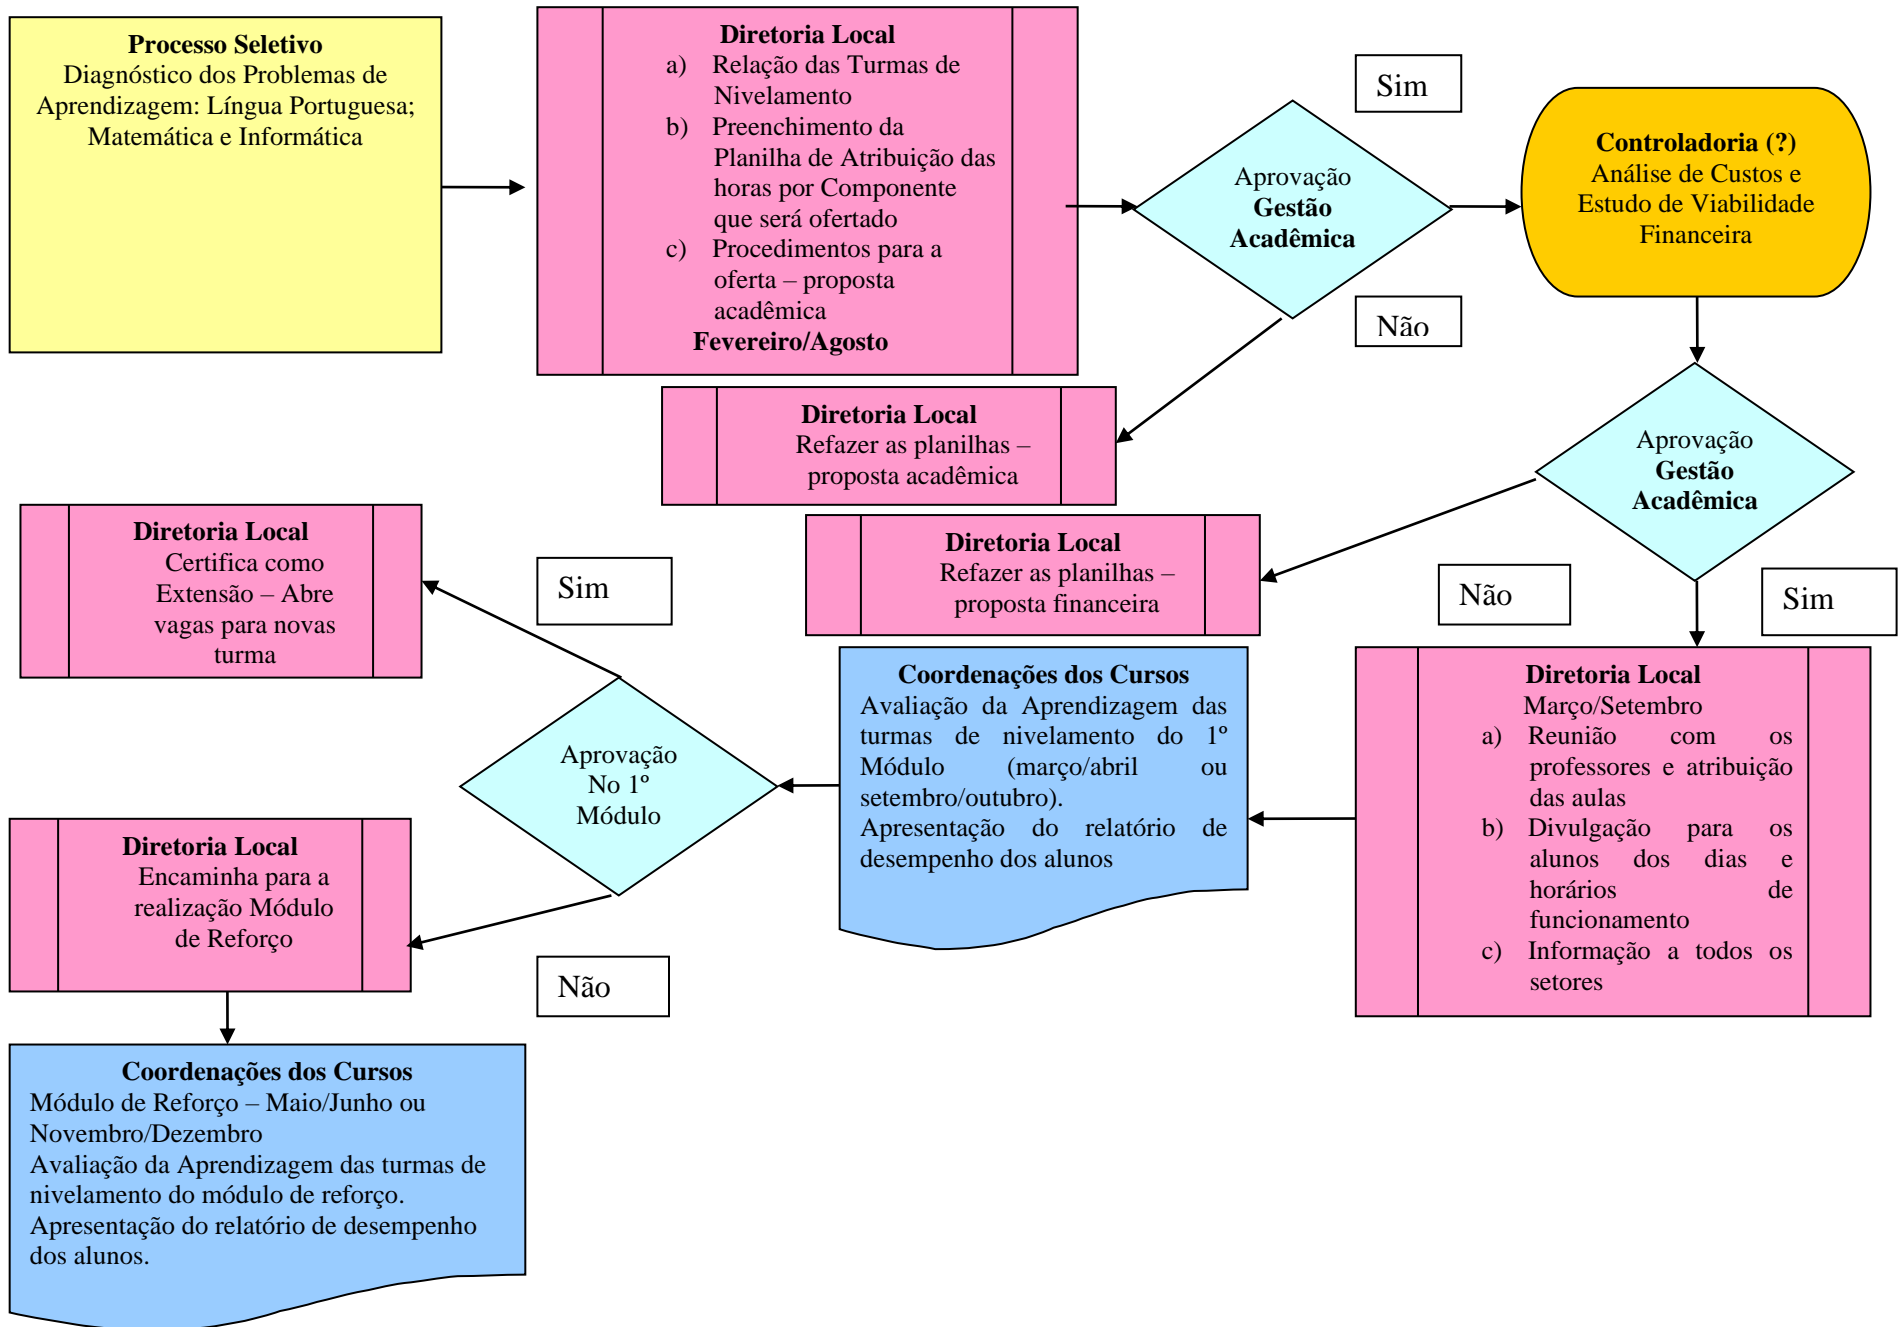 Processo Seletivo
Diagnóstico dos Problemas de
Aprendizagem: Língua Portuguesa;
Matemática e Informática
Diretoria Local
a) Relação das Turmas de
Nivelamento
b) Preenchimento da
Planilha de Atribuição das
horas por Componente
que será ofertado
c) Procedimentos para a
oferta – proposta
acadêmica
Fevereiro/Agosto
Aprovação
Gestão
Acadêmica
Sim
Não
Controladoria (?)
Análise de Custos e
Estudo de Viabilidade
Financeira
Diretoria Local
Refazer as planilhas –
proposta acadêmica
Aprovação
Gestão
Acadêmica
Diretoria Local
Refazer as planilhas –
proposta financeira
Não
Sim
Diretoria Local
Março/Setembro
a) Reunião com os
professores e atribuição
das aulas
b) Divulgação para os
alunos dos dias e
horários de
funcionamento
c) Informação a todos os
setores
Coordenações dos Cursos
Avaliação da Aprendizagem das
turmas de nivelamento do 1º
Módulo (março/abril ou
setembro/outubro).
Apresentação do relatório de
desempenho dos alunos
Aprovação
No 1º
Módulo
Sim
Diretoria Local
Certifica como
Extensão – Abre
vagas para novas
turma
Não
Diretoria Local
Encaminha para a
realização Módulo
de Reforço
Coordenações dos Cursos
Módulo de Reforço – Maio/Junho ou
Novembro/Dezembro
Avaliação da Aprendizagem das turmas de
nivelamento do módulo de reforço.
Apresentação do relatório de desempenho
dos alunos.